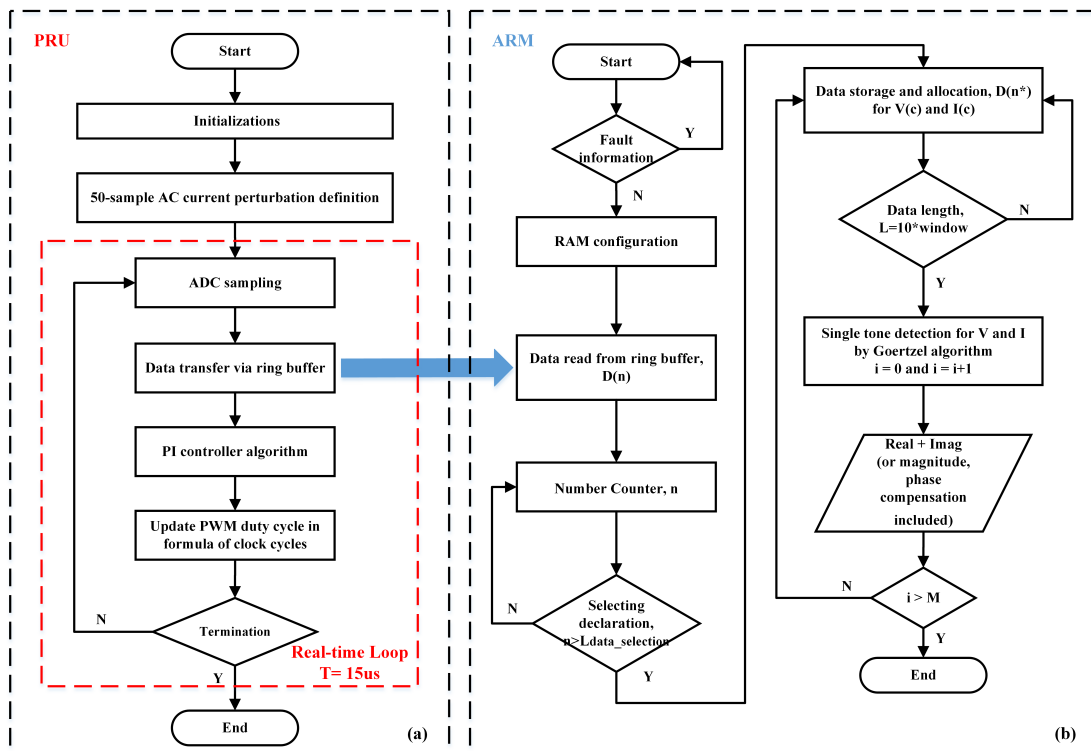 PRU
Start
Initializations
50-sample AC current perturbation definition
ADC sampling
Data transfer via ring buffer
PI controller algorithm
Update PWM duty cycle in
formula of clock cycles
N
Termination
Real-time Loop
T= 15us
Y
End
(a)
ARM
Start
Fault
information
Y
N
RAM configuration
Data read from ring buffer,
D(n)
Number Counter, n
N
Selecting
declaration,
n>Ldata_selection
Y
Data storage and allocation, D(n*)
for V(c) and I(c)
Data length,
L=10*window
N
Y
Single tone detection for V and I
by Goertzel algorithm
i = 0 and i = i+1
Real + Imag
(or magnitude,
phase
compensation
included)
N
i > M
Y
End
(b)